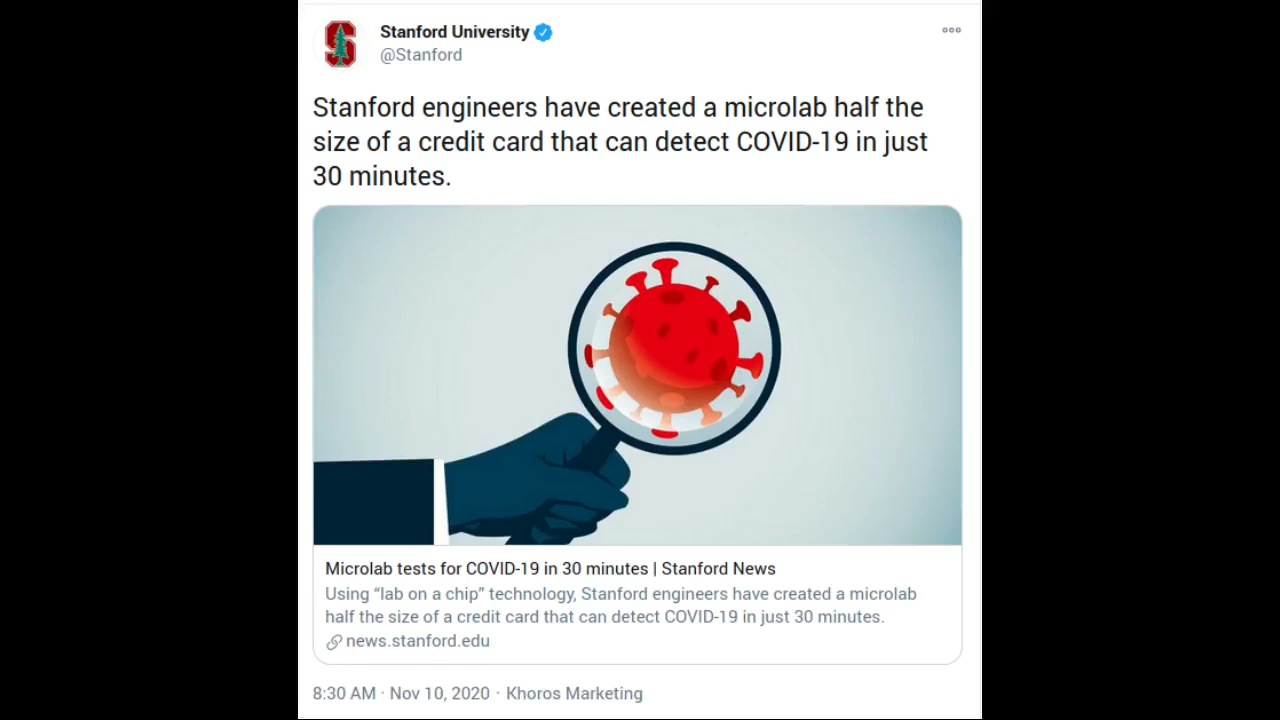 Stanford University
@Stanford
Stanford engineers have created a microlab half the
size of a credit card that can detect COVID-19 in just
30 minutes.
Microlab tests for COVID-19 in 30 minutes | Stanford News
Using “lab on a chip” technology, Stanford engineers have created a microlab
half the size of a credit card that can detect COVID-19 in just 30 minutes.
news.stanford.edu
8:30 AM · Nov 10, 2020 · Khoros Marketing